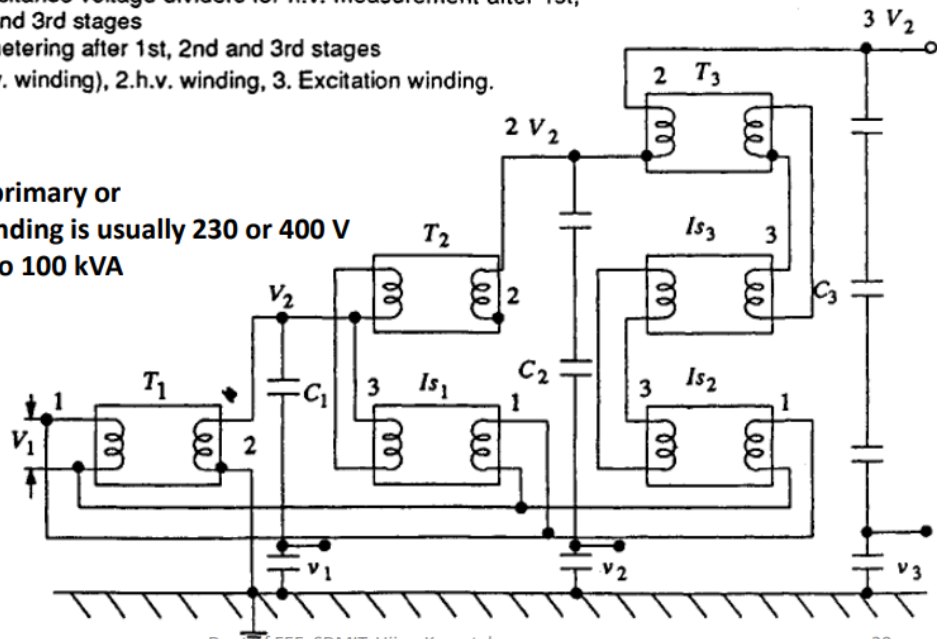 nd 3rd stages
etering after 1st, 2nd and 3rd stages
. winding), 2.h.v. winding, 3. Excitation winding.
primary or
nding is usually 230 or 400 V
o 100 kVA
3 V₂
2 T₃
2 V₂
T₂
Is₃ 3
V₂
2
C₃
T₁
C₁
3 Is₁ 1
C₂
3 Is₂ 1
1
V₁
2
v₁
v₂
v₃